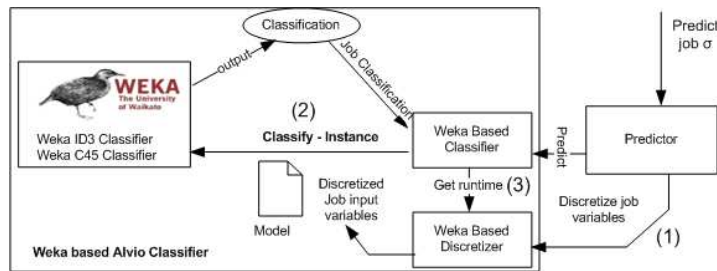 Classification
Predict
job σ
output
Job Classification
WEKA
The University
of Waikato
(2)
Weka ID3 Classifier
Weka C45 Classifier
Classify - Instance
Weka Based
Classifier
Predict
Predictor
Get runtime
(3)
Discretized
Job input
variables
Discretize job
variables
(1)
Model
Weka Based
Discretizer
Weka based Alvio Classifier